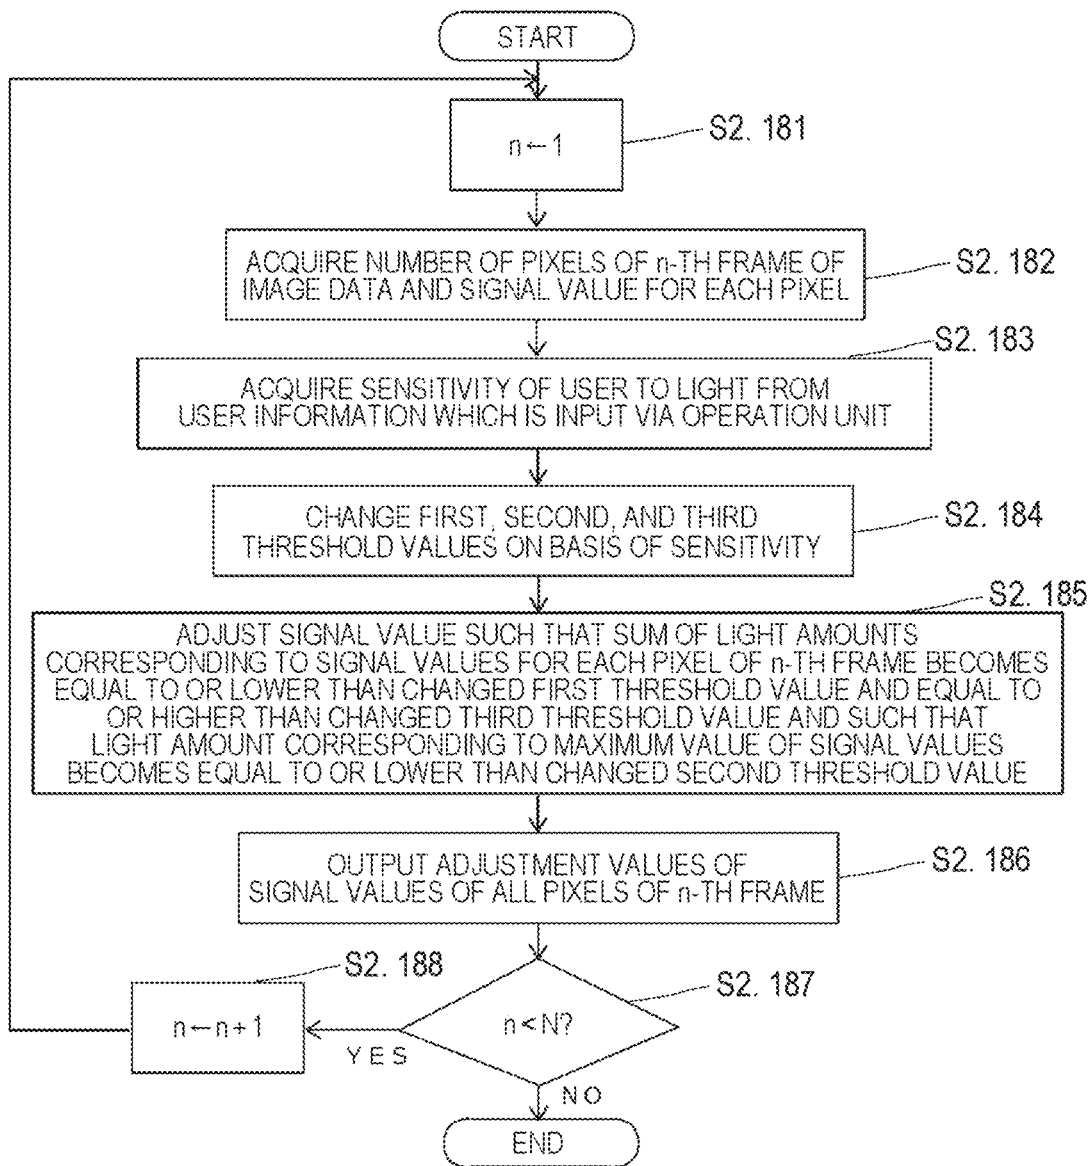 START
n←1
S2. 181
ACQUIRE NUMBER OF PIXELS OF n-TH FRAME OF
IMAGE DATA AND SIGNAL VALUE FOR EACH PIXEL
S2. 182
S2. 183
ACQUIRE SENSITIVITY OF USER TO LIGHT FROM
USER INFORMATION WHICH IS INPUT VIA OPERATION UNIT
CHANGE FIRST, SECOND, AND THIRD
THRESHOLD VALUES ON BASIS OF SENSITIVITY
S2. 184
S2. 185
ADJUST SIGNAL VALUE SUCH THAT SUM OF LIGHT AMOUNTS
CORRESPONDING TO SIGNAL VALUES FOR EACH PIXEL OF n-TH FRAME BECOMES
EQUAL TO OR LOWER THAN CHANGED FIRST THRESHOLD VALUE AND EQUAL TO
OR HIGHER THAN CHANGED THIRD THRESHOLD VALUE AND SUCH THAT
LIGHT AMOUNT CORRESPONDING TO MAXIMUM VALUE OF SIGNAL VALUES
BECOMES EQUAL TO OR LOWER THAN CHANGED SECOND THRESHOLD VALUE
OUTPUT ADJUSTMENT VALUES OF
SIGNAL VALUES OF ALL PIXELS OF n-TH FRAME
S2. 186
S2. 188
n←n+1
S2. 187
n<N?
YES
NO
END